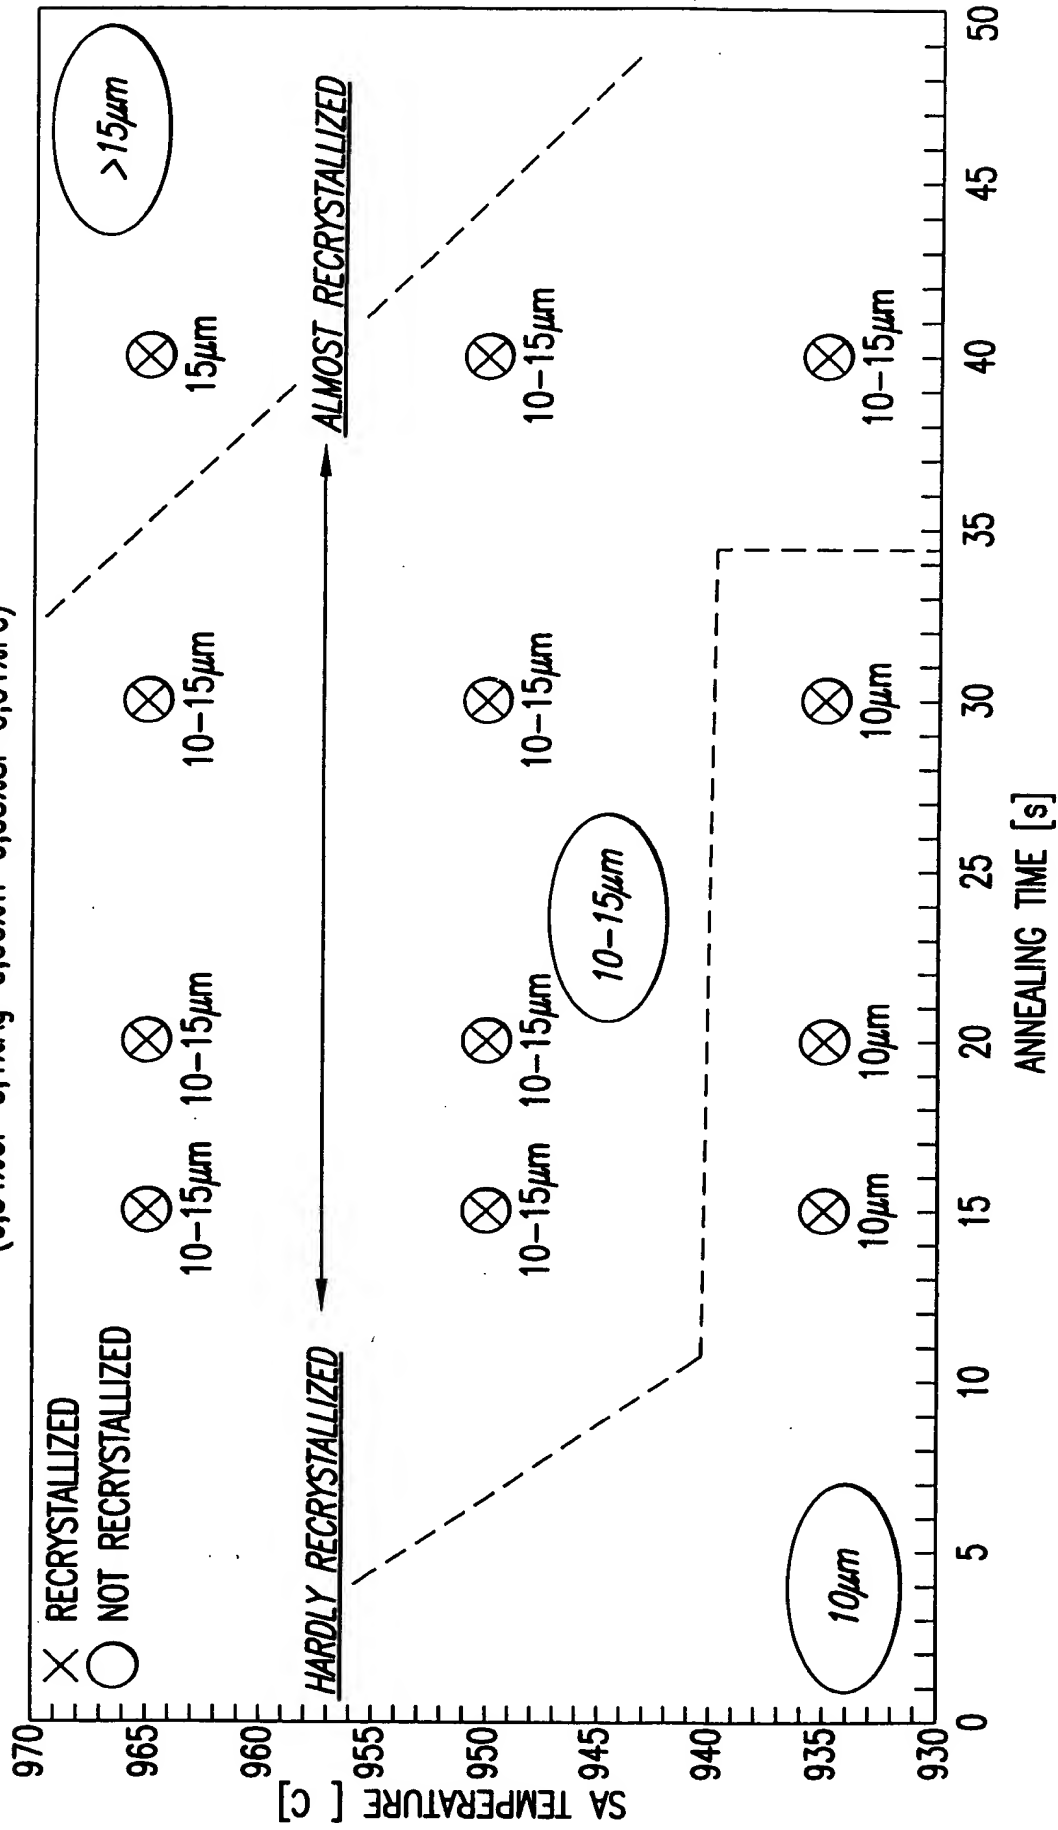 × RECRYSTALLIZED
○ NOT RECRYSTALLIZED
>15µm
10-15µm 10-15µm 10-15µm 15µm
HARDLY RECRYSTALLIZED ALMOST RECRYSTALLIZED
10-15µm 10-15µm 10-15µm 10-15µm
10-15µm
10µm 10µm 10µm 10-15µm
10µm
970
965
960
955
950
945
940
935
930
SA TEMPERATURE [ C]
0 5 10 15 20 25 30 35 40 45 50
ANNEALING TIME [s]